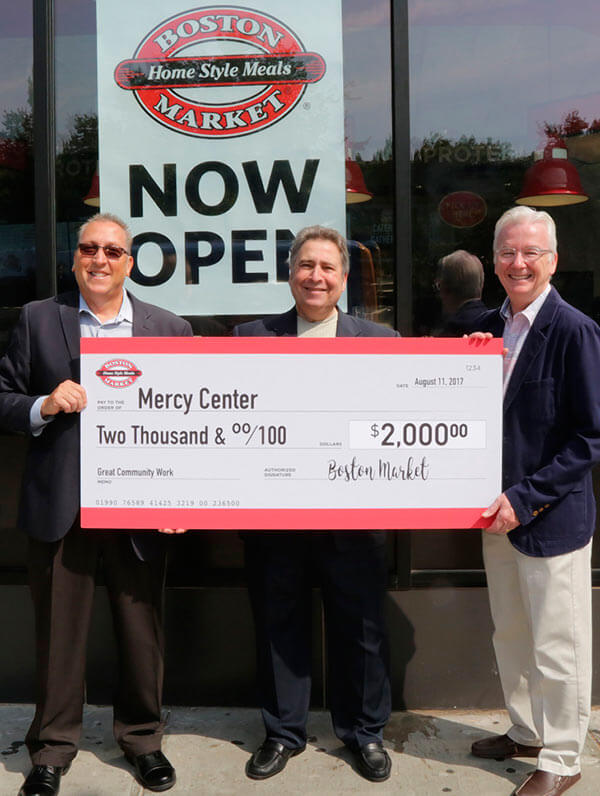 BOSTON
Home Style Meals
MARKET®
NOW
OPEN
PROTE
BOSTON
Home Style Meals
MARKET
1234
DATE August 11, 2017
PAY TO THE
ORDER OF Mercy Center
Two Thousand & 00/100 DOLLARS $2,00000
Great Community Work
MEMO
AUTHORIZED
SIGNATURE Boston Market
01990 76589 41425 3219 00 236500